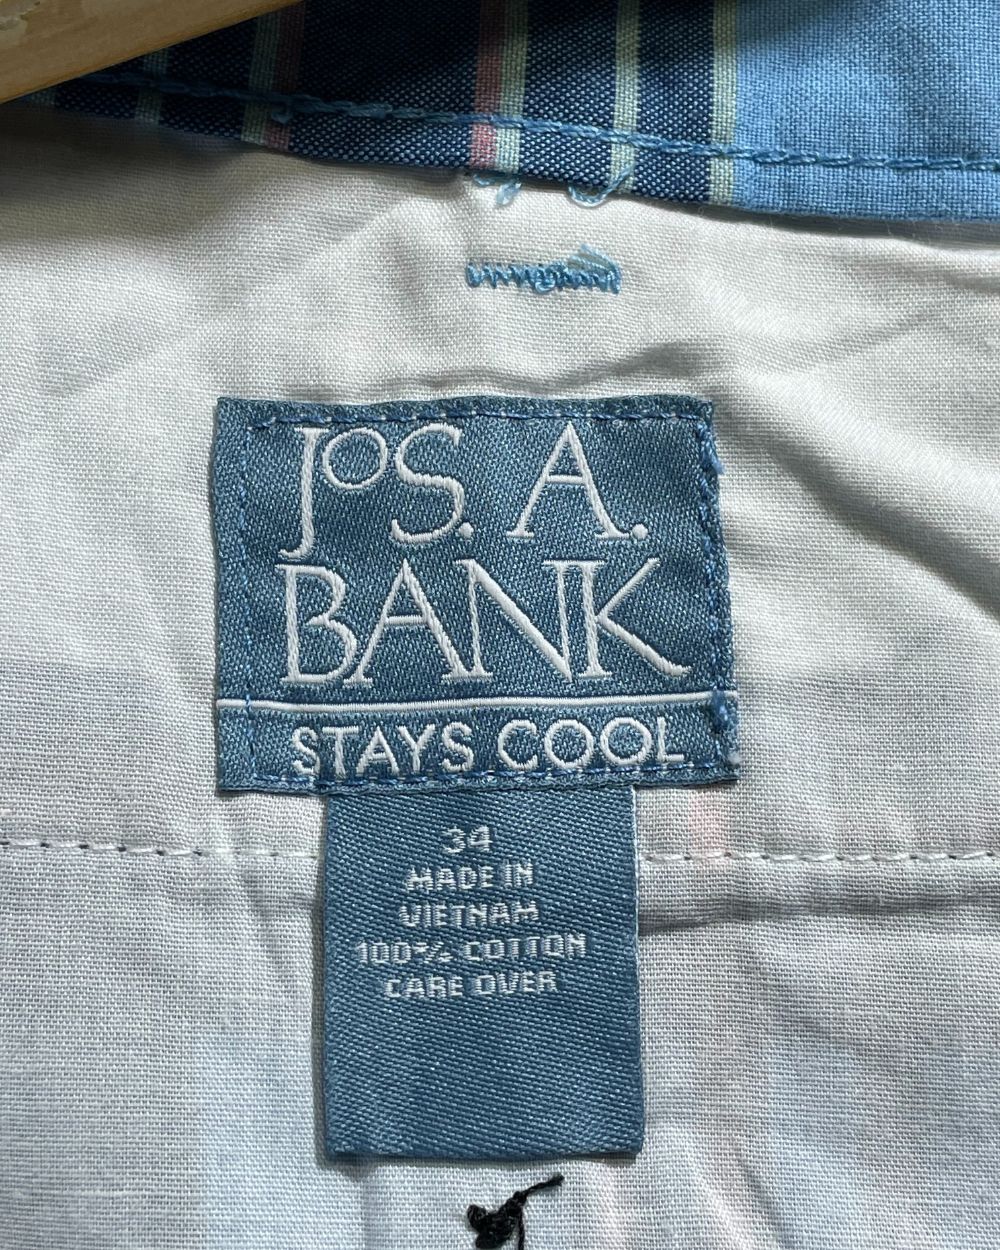 JOS. A.
BANK
STAYS COOL
34
MADE IN
VIETNAM
100% COTTON
CARE OVER